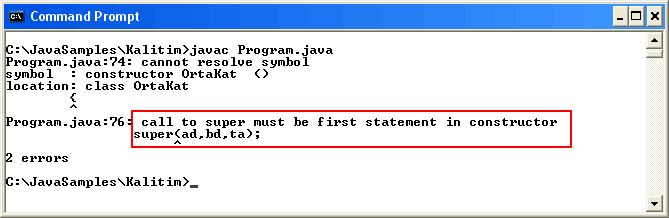 Command Prompt
C:\JavaSamples\Kalitim>javac Program.java
Program.java:74: cannot resolve symbol
symbol  : constructor OrtaKat  ()
location: class OrtaKat
        {
        ^
Program.java:76: call to super must be first statement in constructor
                super(ad,bd,ta);
                     ^
2 errors
C:\JavaSamples\Kalitim>_